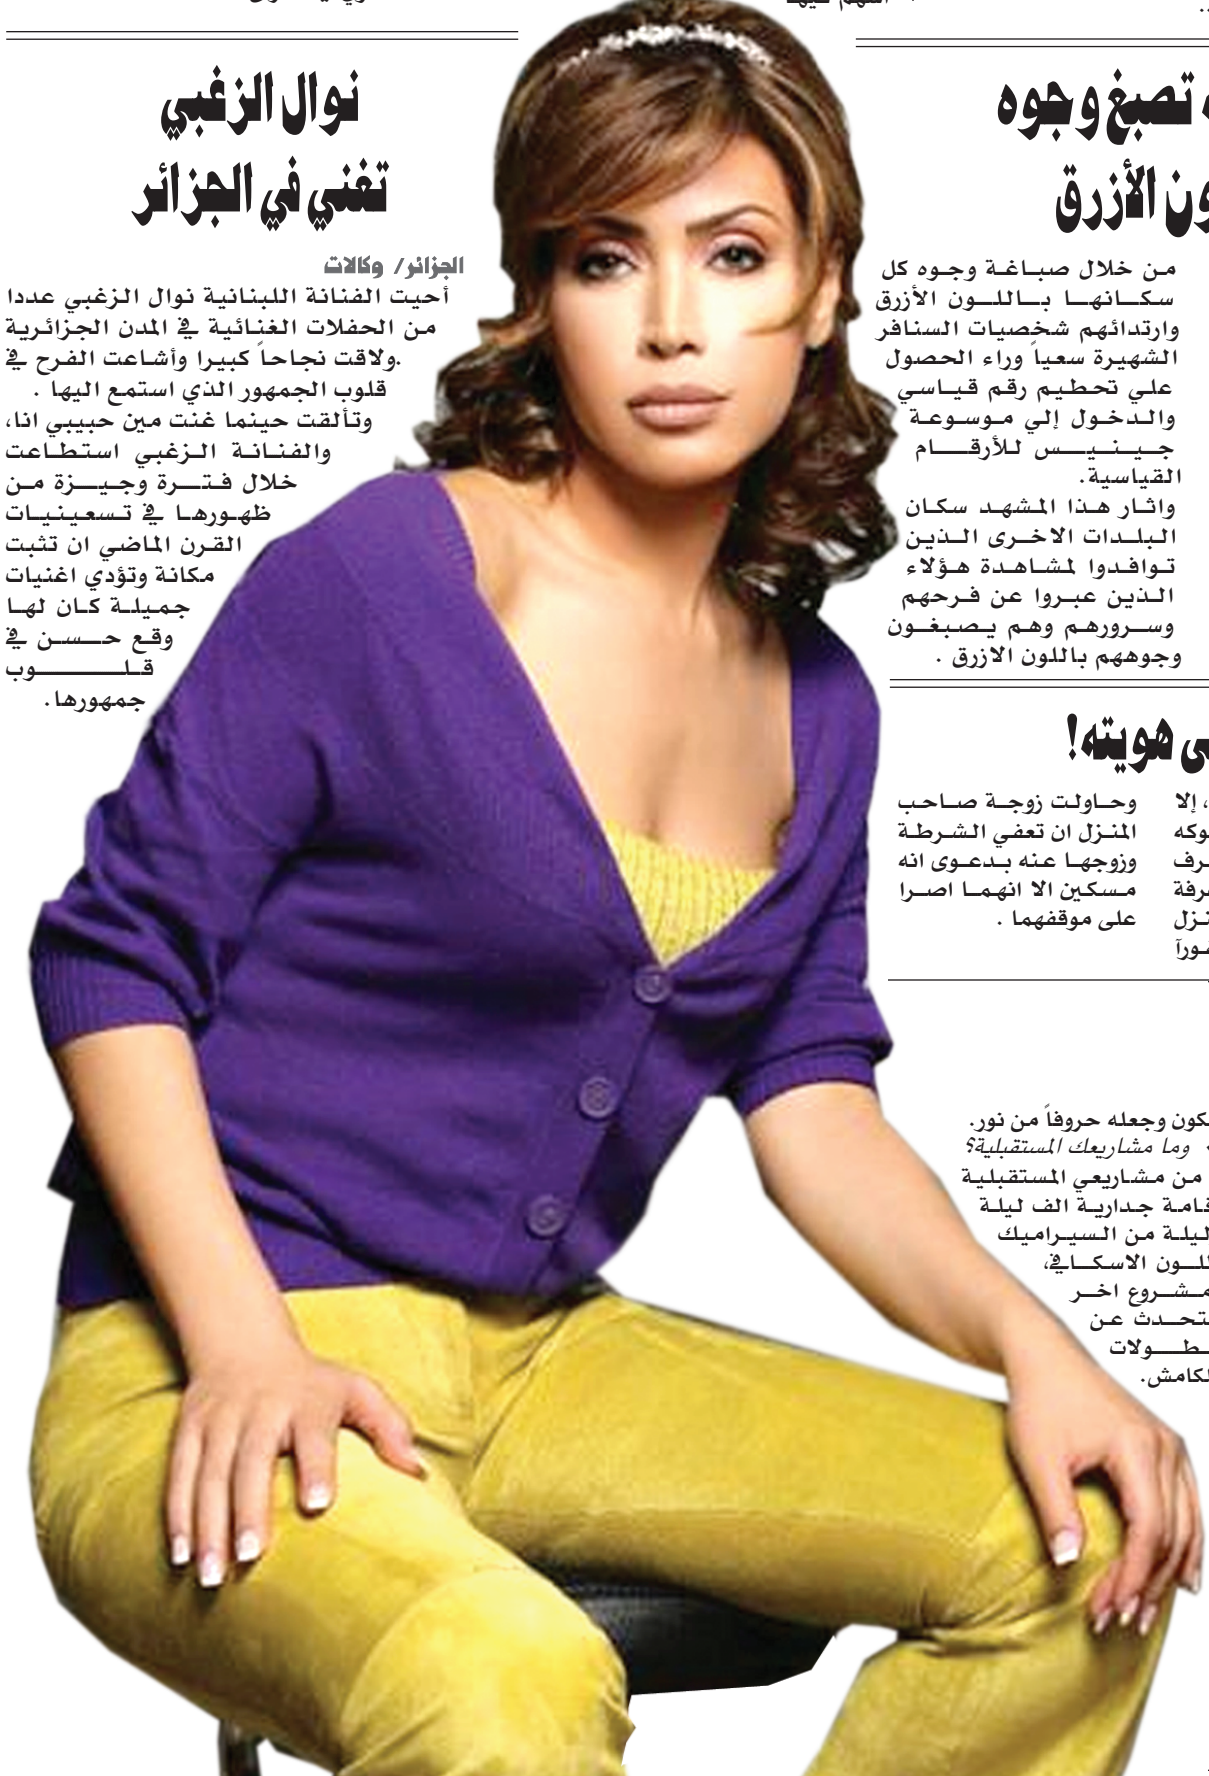 نوال الزغبي
تغني في الجزائر
الجزائر/ وكالات
أحيت الفنانة اللبنانية نوال الزغبي عددا
من الحفلات الغنائية في المدن الجزائرية
.ولاقت نجاحاً كبيرا وأشاعت الفرح في
قلوب الجمهور الذي استمع اليها .
وتألقت حينما غنت مين حبيبي انا،
والفنانة الزغبي استطاعت
خلال فترة وجيزة من
ظهورها في تسعينيات
القرن الماضي ان تثبت
مكانة وتؤدي اغنيات
جميلة كان لها
وقع حسن في
قلوب
جمهورها.
تصبغ وجوه
الأزرق
من خلال صباغة وجوه كل
سكانها باللون الأزرق
وارتدائهم شخصيات السنافر
الشهيرة سعياً وراء الحصول
علي تحطيم رقم قياسي
والدخول إلي موسوعة
جينيس للأرقام
القياسية.
واثار هذا المشهد سكان
البلدات الاخرى الذين
توافدوا لمشاهدة هؤلاء
الذين عبروا عن فرحهم
وسرورهم وهم يصبغون
وجوههم باللون الازرق .
هويته!
، إلا
وحاولت زوجة صاحب
المنزل ان تعفي الشرطة
وزوجها عنه بدعوى انه
مسكين الا انهما اصرا
على موقفهما .
وجعله حروفاً من نور.
وما مشاريعك المستقبلية؟
من مشاريعي المستقبلية
جدارية الف ليلة
ليلة من السيراميك
الاسكافي،
اخر
عن